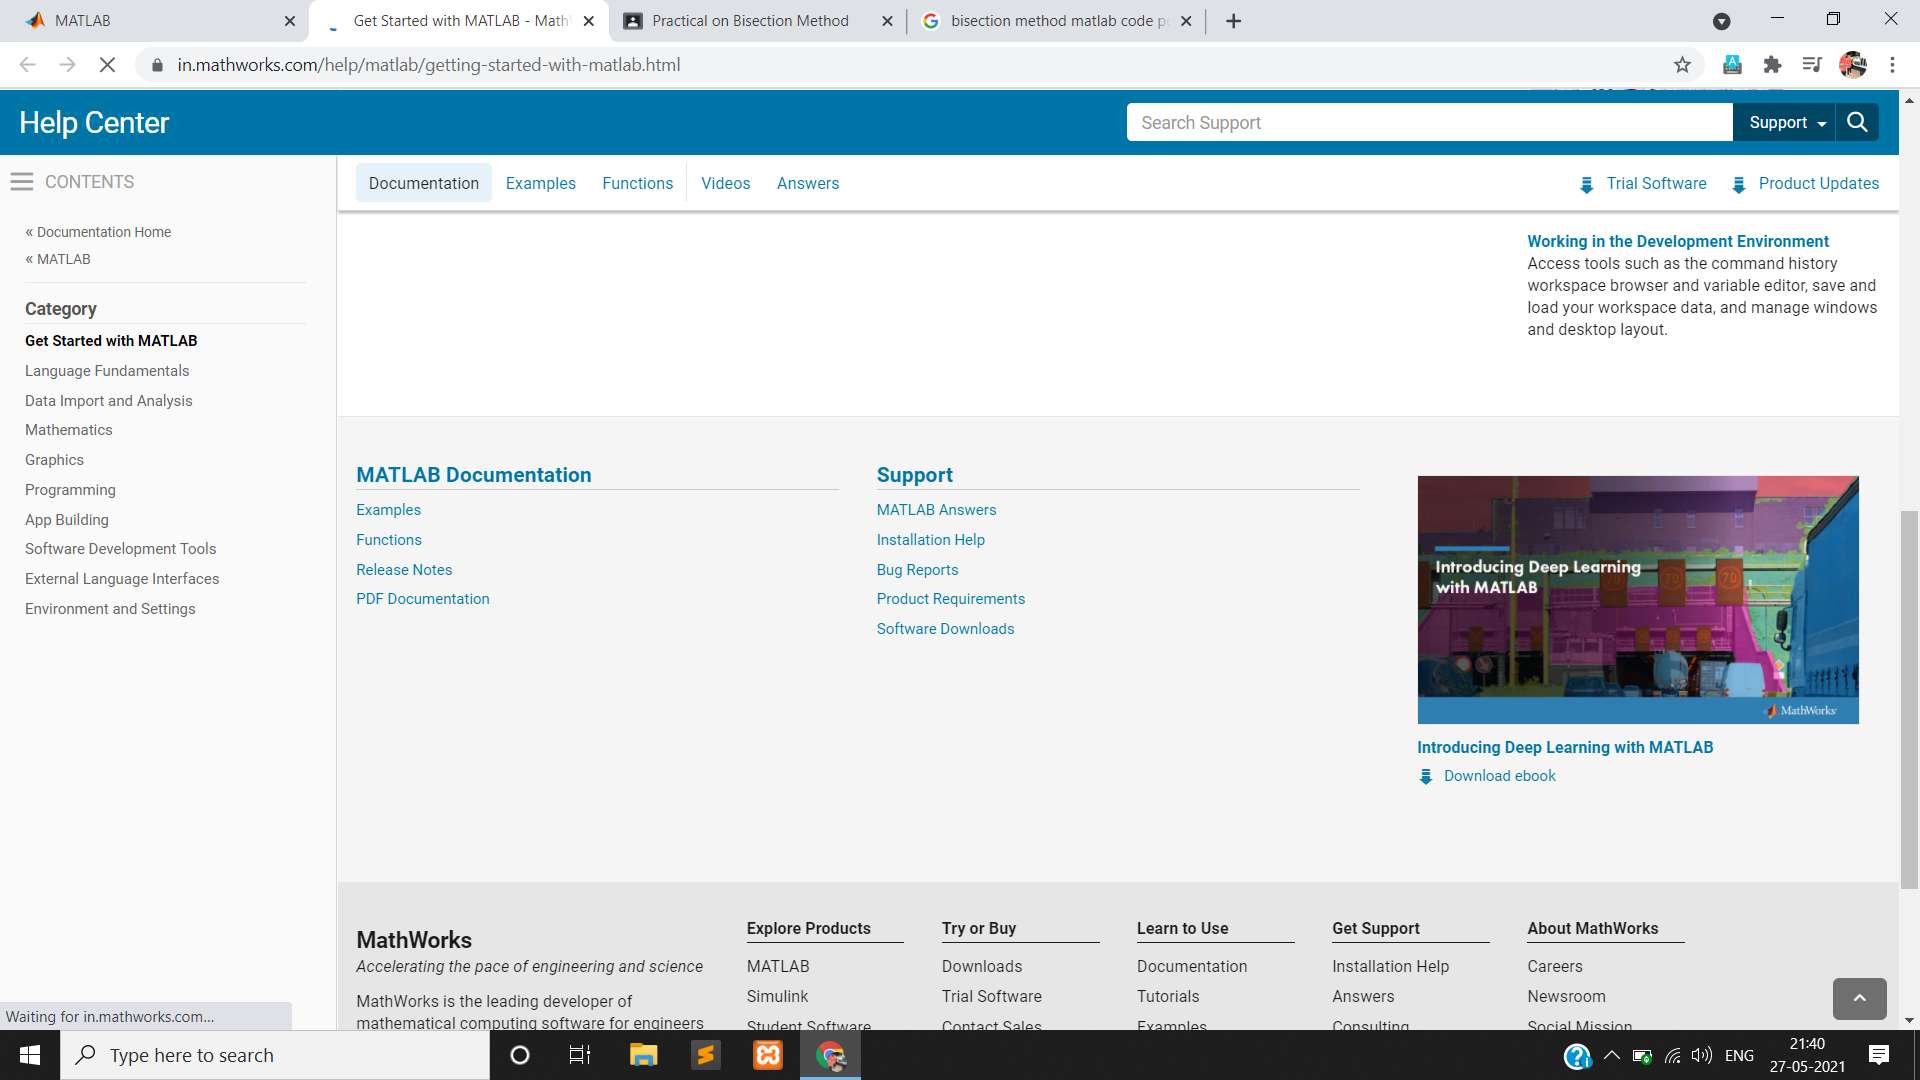 MATLAB
Get Started with MATLAB - Math
Practical on Bisection Method
bisection method matlab code
in.mathworks.com/help/matlab/getting-started-with-matlab.html
Help Center
Search Support
Support
CONTENTS
Documentation
Examples
Functions
Videos
Answers
Trial Software
Product Updates
« Documentation Home
« MATLAB
Category
Get Started with MATLAB
Language Fundamentals
Data Import and Analysis
Mathematics
Graphics
Programming
App Building
Software Development Tools
External Language Interfaces
Environment and Settings
Working in the Development Environment
Access tools such as the command history
workspace browser and variable editor, save and
load your workspace data, and manage windows
and desktop layout.
MATLAB Documentation
Examples
Functions
Release Notes
PDF Documentation
Support
MATLAB Answers
Installation Help
Bug Reports
Product Requirements
Software Downloads
Introducing Deep Learning
with MATLAB
70
70
MathWorks
Introducing Deep Learning with MATLAB
Download ebook
MathWorks
Accelerating the pace of engineering and science
MathWorks is the leading developer of
mathematical computing software for engineers
Explore Products
MATLAB
Simulink
Student Software
Try or Buy
Downloads
Trial Software
Contact Sales
Learn to Use
Documentation
Tutorials
Examples
Get Support
Installation Help
Answers
Consulting
About MathWorks
Careers
Newsroom
Social Mission
Waiting for in.mathworks.com...
Type here to search
ENG
21:40
27-05-2021